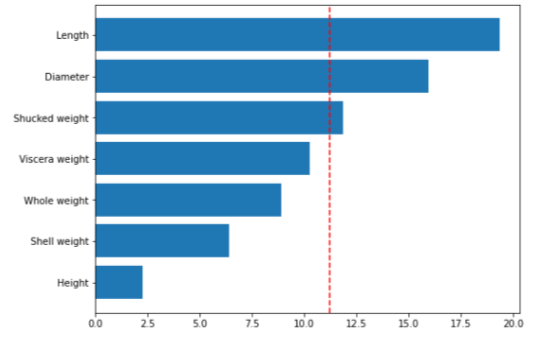 Length
Diameter
Shucked weight
Viscera weight
Whole weight
Shell weight
Height
0.0 2.5 5.0 7.5 10.0 12.5 15.0 17.5 20.0